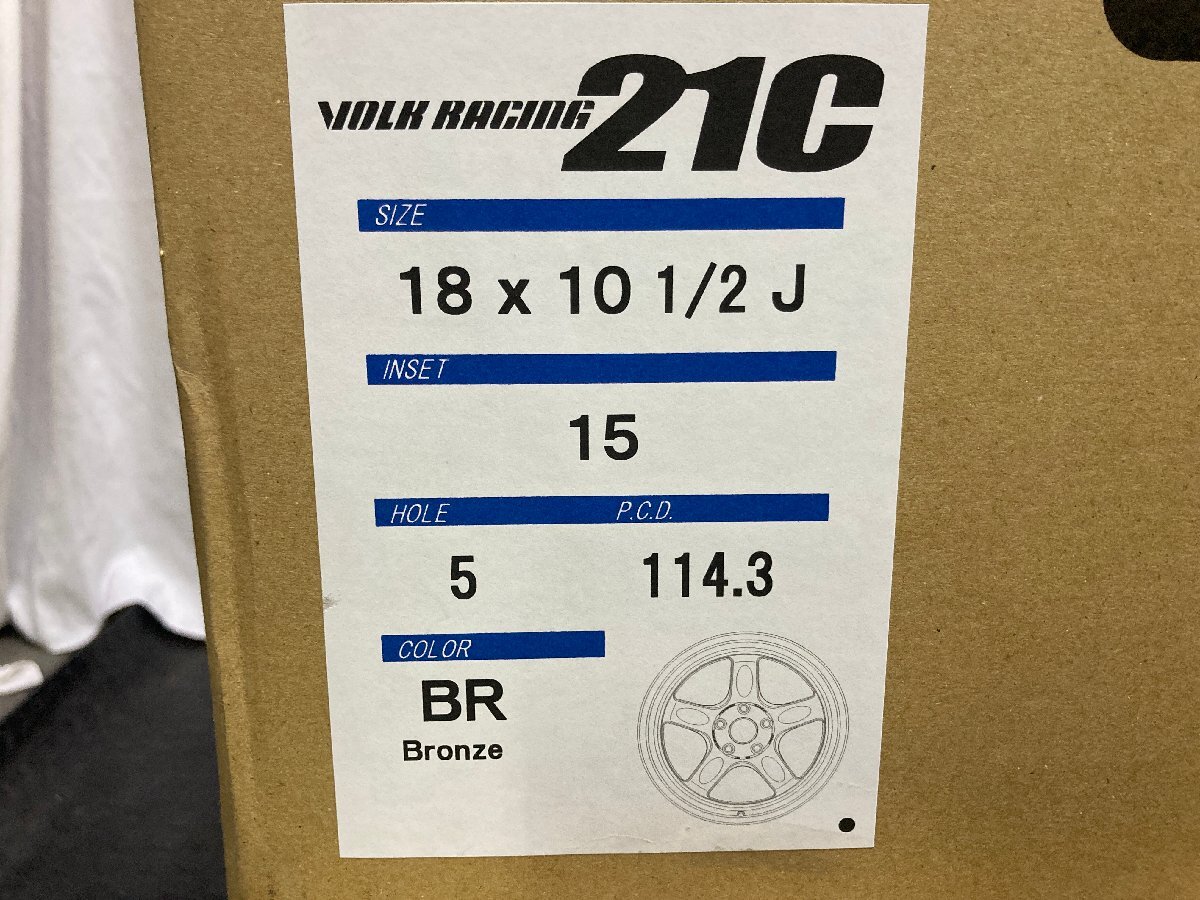 VOLK RACING 21C
SIZE
18 x 10 1/2 J
INSET
15
HOLE P.C.D.
5 114.3
COLOR
BR
Bronze